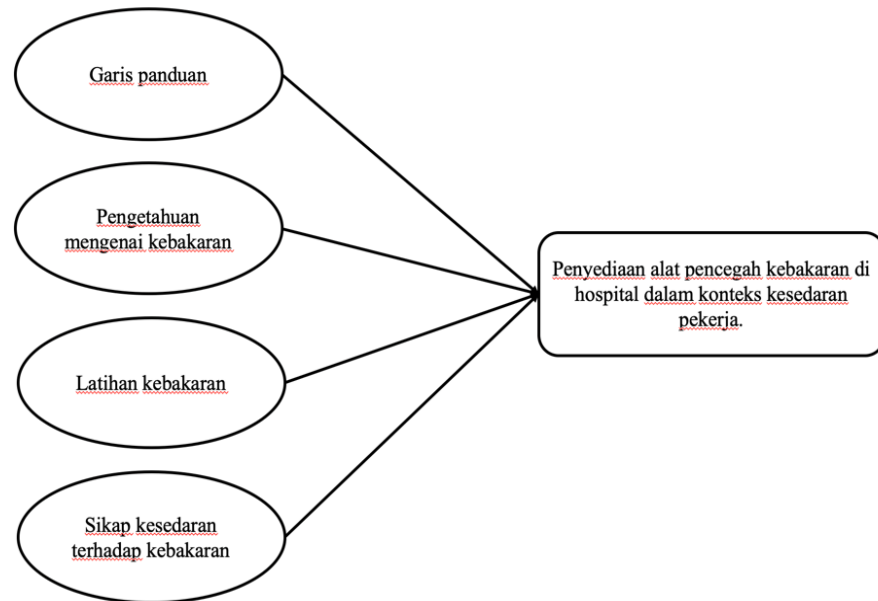 Garis panduan
Pengetahuan
mengenai kebakaran
Penyediaan alat pencegah kebakaran di
hospital dalam konteks kesedaran
pekerja.
Latihan kebakaran
Sikap kesedaran
terhadap kebakaran